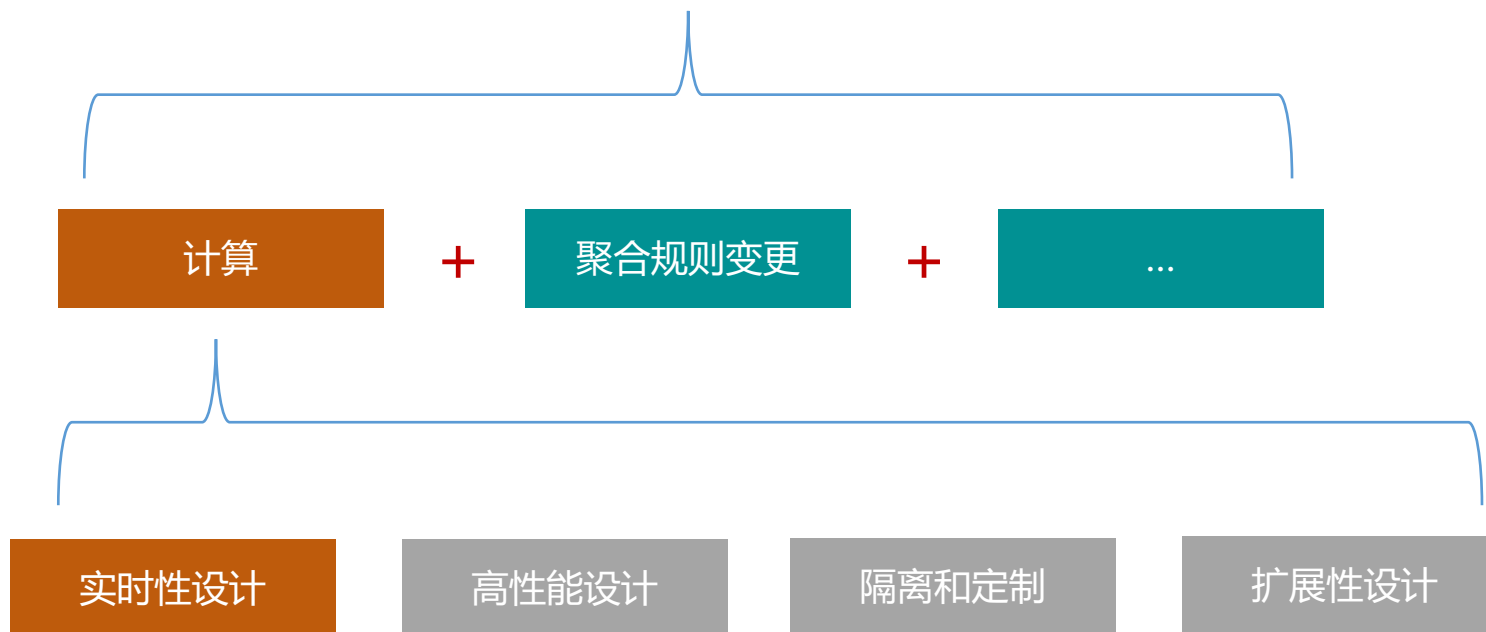 计算
+
聚合规则变更
+
...
实时性设计
高性能设计
隔离和定制
扩展性设计